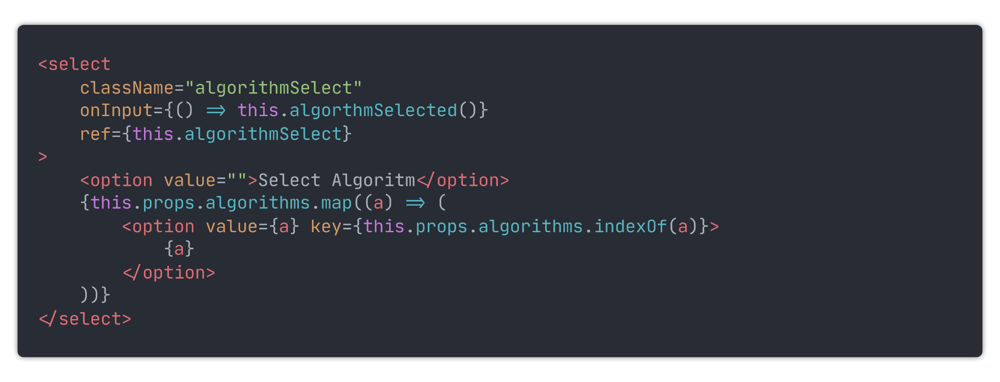 <select
className="algorithmSelect"
onInput={() => this.algorthmSelected()}
ref={this.algorithmSelect}
>
<option value="">Select Algoritm</option>
{this.props.algorithms.map((a) => (
<option value={a} key={this.props.algorithms.indexOf(a)}>
{a}
</option>
))}
</select>